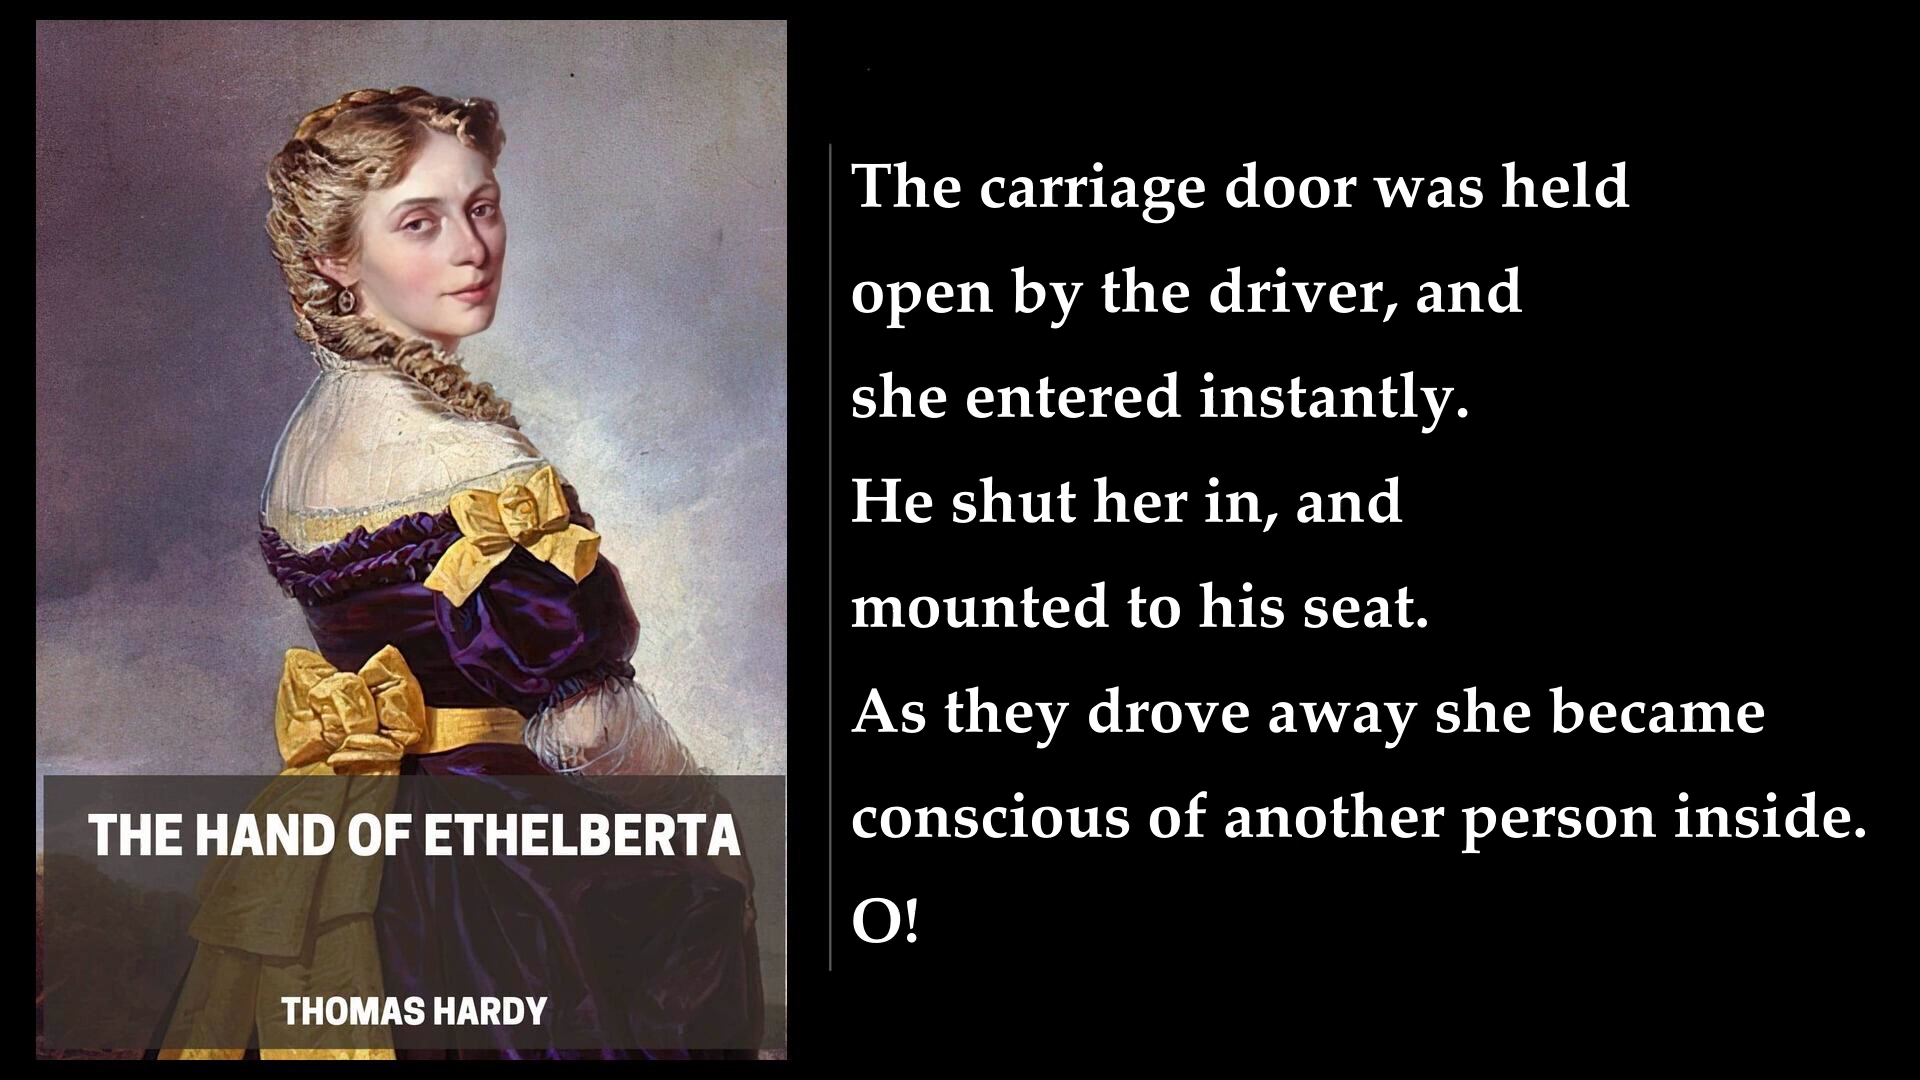 THE HAND OF ETHELBERTA
THOMAS HARDY
The carriage door was held
open by the driver, and
she entered instantly.
He shut her in, and
mounted to his seat.
As they drove away she became
conscious of another person inside.
O!